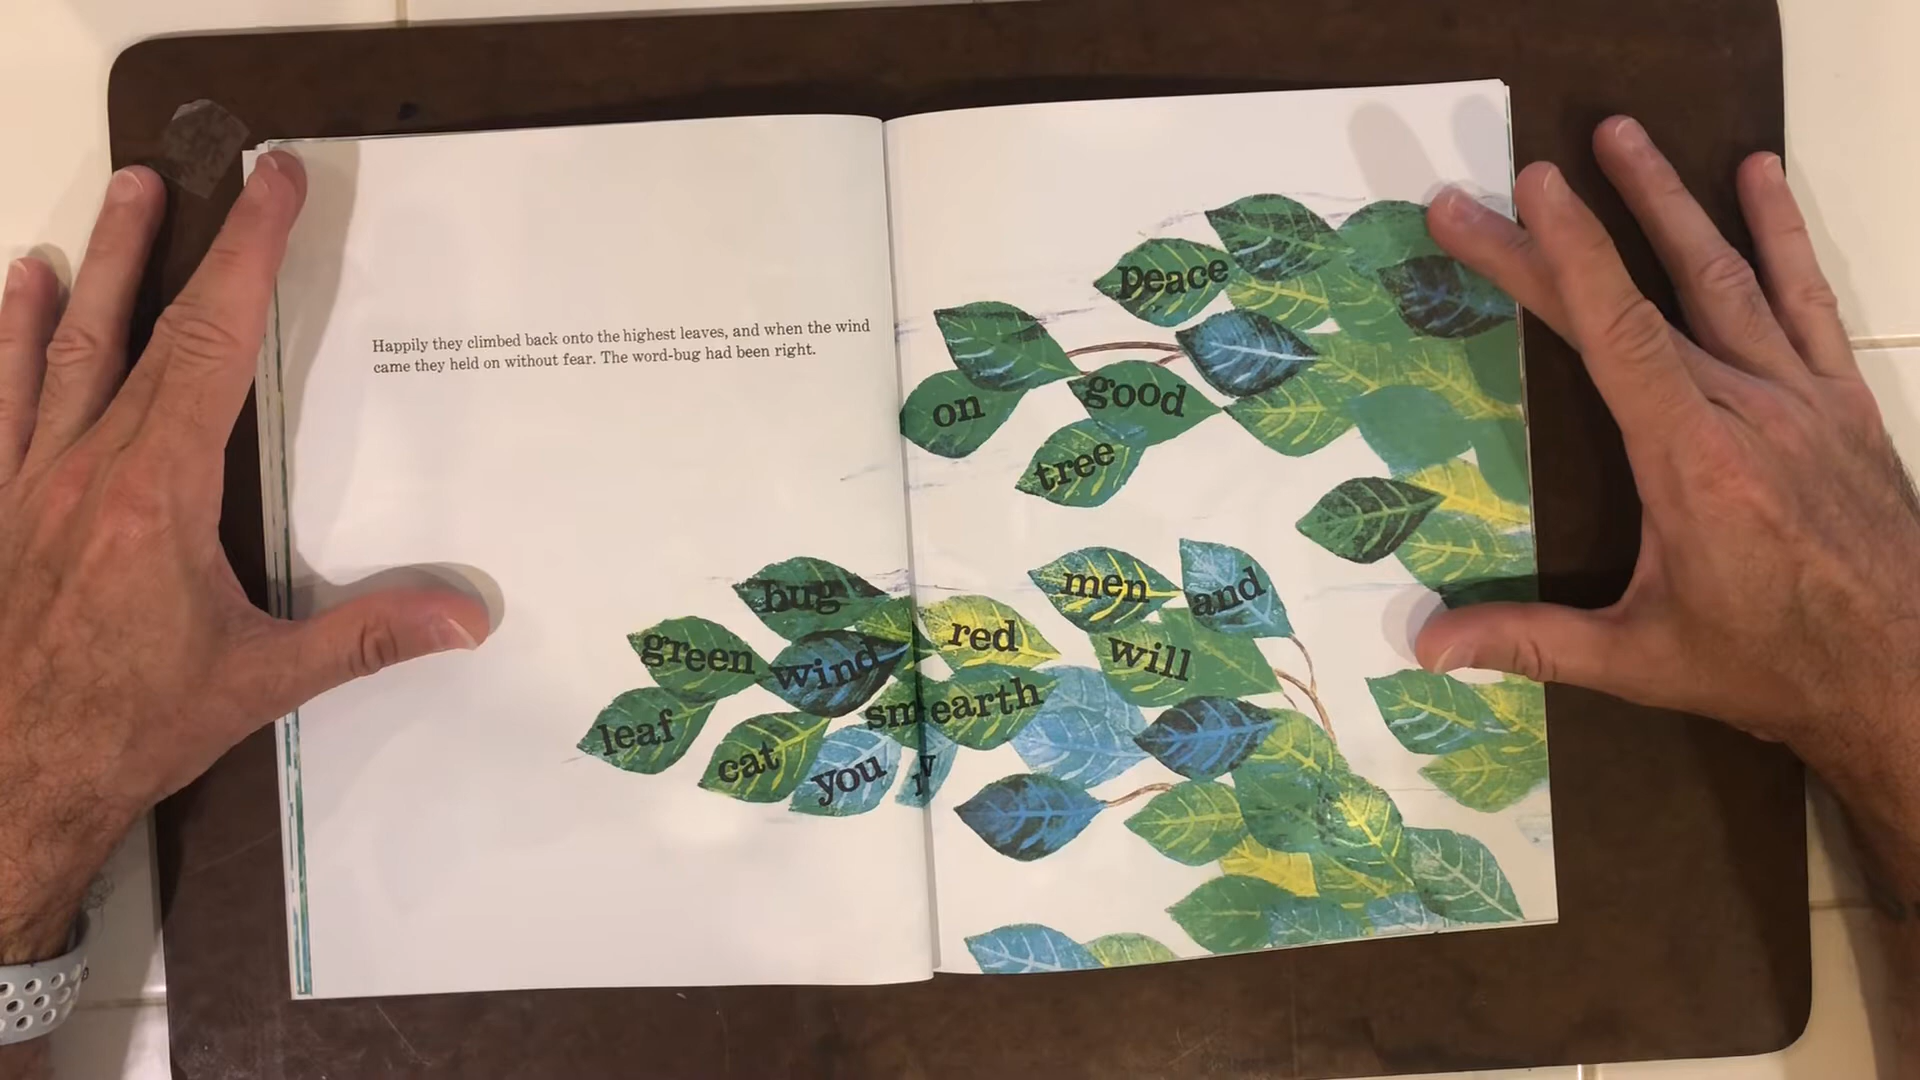 Happily they climbed back onto the highest leaves, and when the wind
came they held on without fear. The word-bug had been right.
peace
on
good
tree
bug
men
and
green
wind
red
will
leaf
earth
cat
you